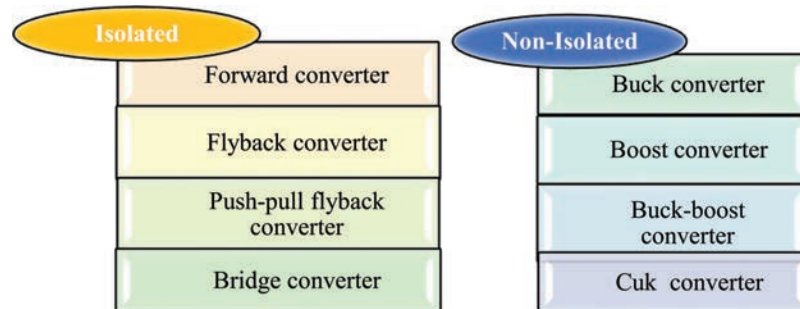 Isolated
Forward converter
Flyback converter
Push-pull flyback
converter
Bridge converter
Non-Isolated
Buck converter
Boost converter
Buck-boost
converter
Cuk converter